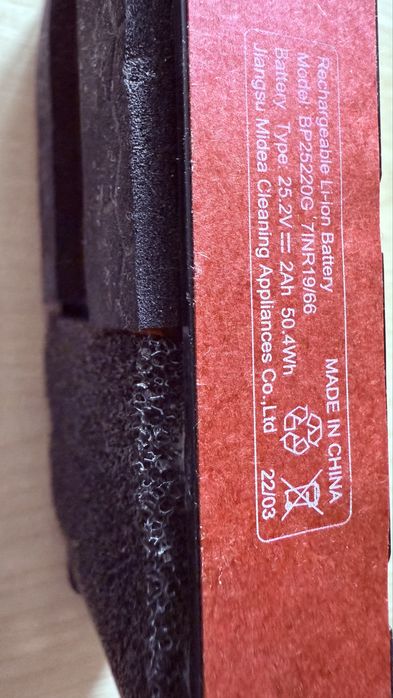 Rechargeable Li-ion Battery
Model BP25220G 7INR19/66
Battery Type 25.2V⎓2Ah 50.4Wh
Jiangsu Midea Cleaning Appliances Co.,Ltd
MADE IN CHINA
22/03